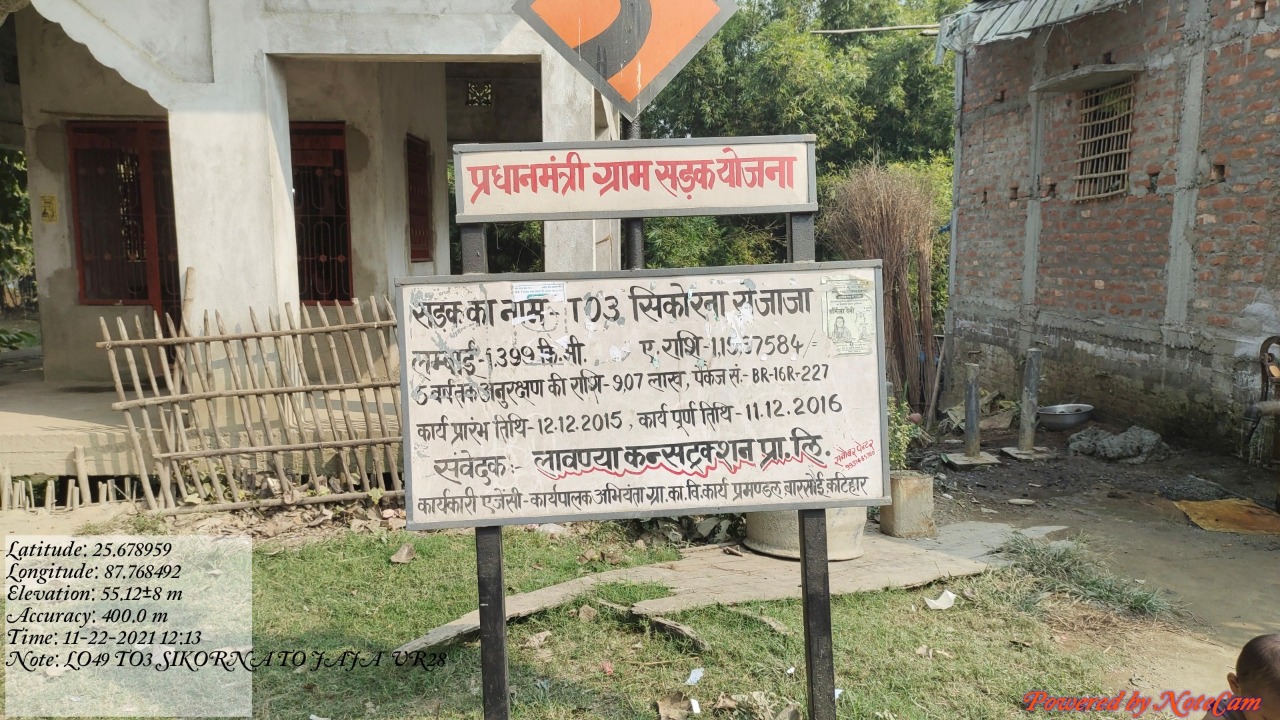 प्रधानमंत्री ग्राम सड़क योजना
सड़क का नाम:- T03 सिकोरना से जाजा
लम्बाई-1.399 कि.मी. ए. राशि-1.1557584/=
5 वर्ष तक अनुरक्षण की राशि-9.07 लाख, पैकेज सं.- BR-16R-227
कार्य प्रारंभ तिथि-12.12.2015, कार्य पूर्ण तिथि-11.12.2016
संवेदक:- लावण्या कन्सट्रक्शन प्रा. लि.
कार्यकारी एजेंसी-कार्यपालक अभियंता ग्रा.का.वि.कार्य प्रमण्डल बारसोई कटिहार
Latitude: 25.678959
Longitude: 87.768492
Elevation: 55.12±8 m
Accuracy: 400.0 m
Time: 11-22-2021 12:13
Note: LO49 TO3 SIKORNA TO JAJA VR28
Powered by NoteCam